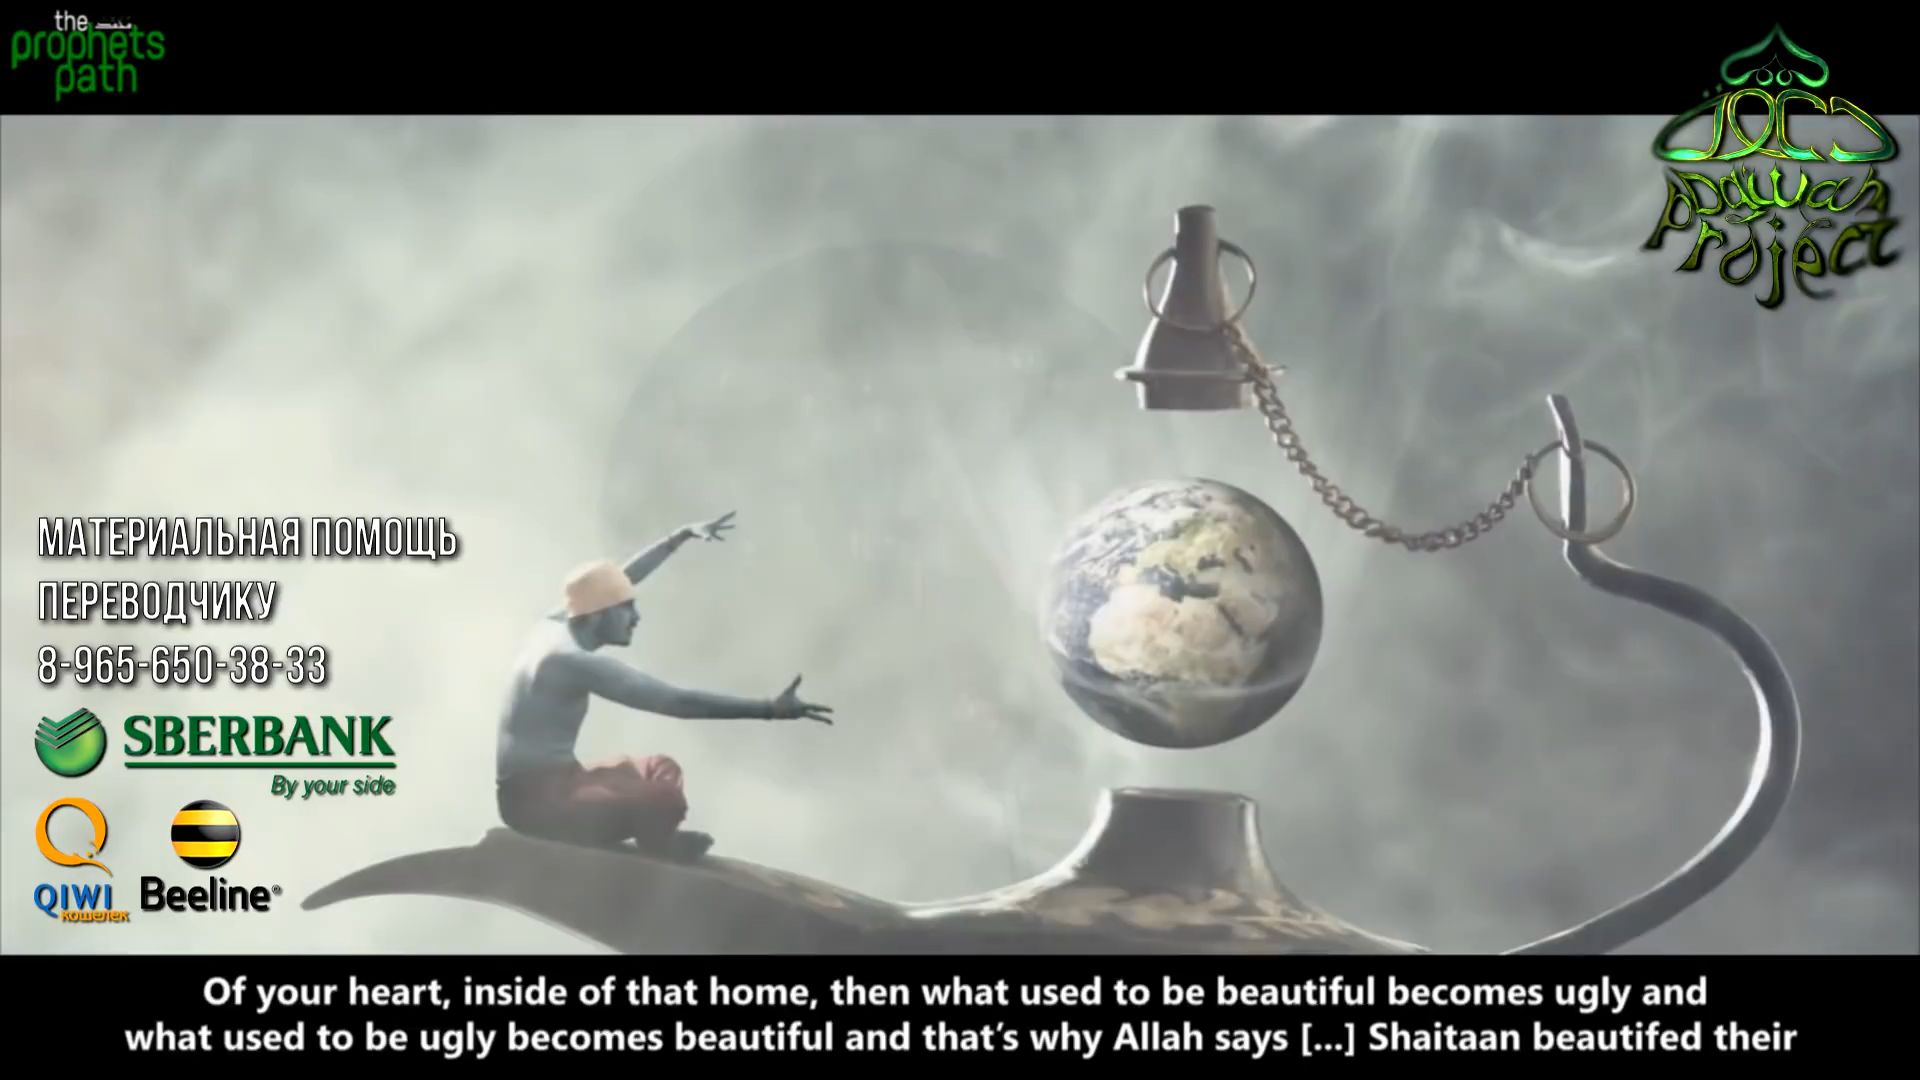 the
prophets
path
Dawah
Project
МАТЕРИАЛЬНАЯ ПОМОЩЬ
ПЕРЕВОДЧИКУ
8-965-650-38-33
SBERBANK
By your side
QIWI
кошелек
Beeline®
Of your heart, inside of that home, then what used to be beautiful becomes ugly and
what used to be ugly becomes beautiful and that's why Allah says [...] Shaitaan beautifed their